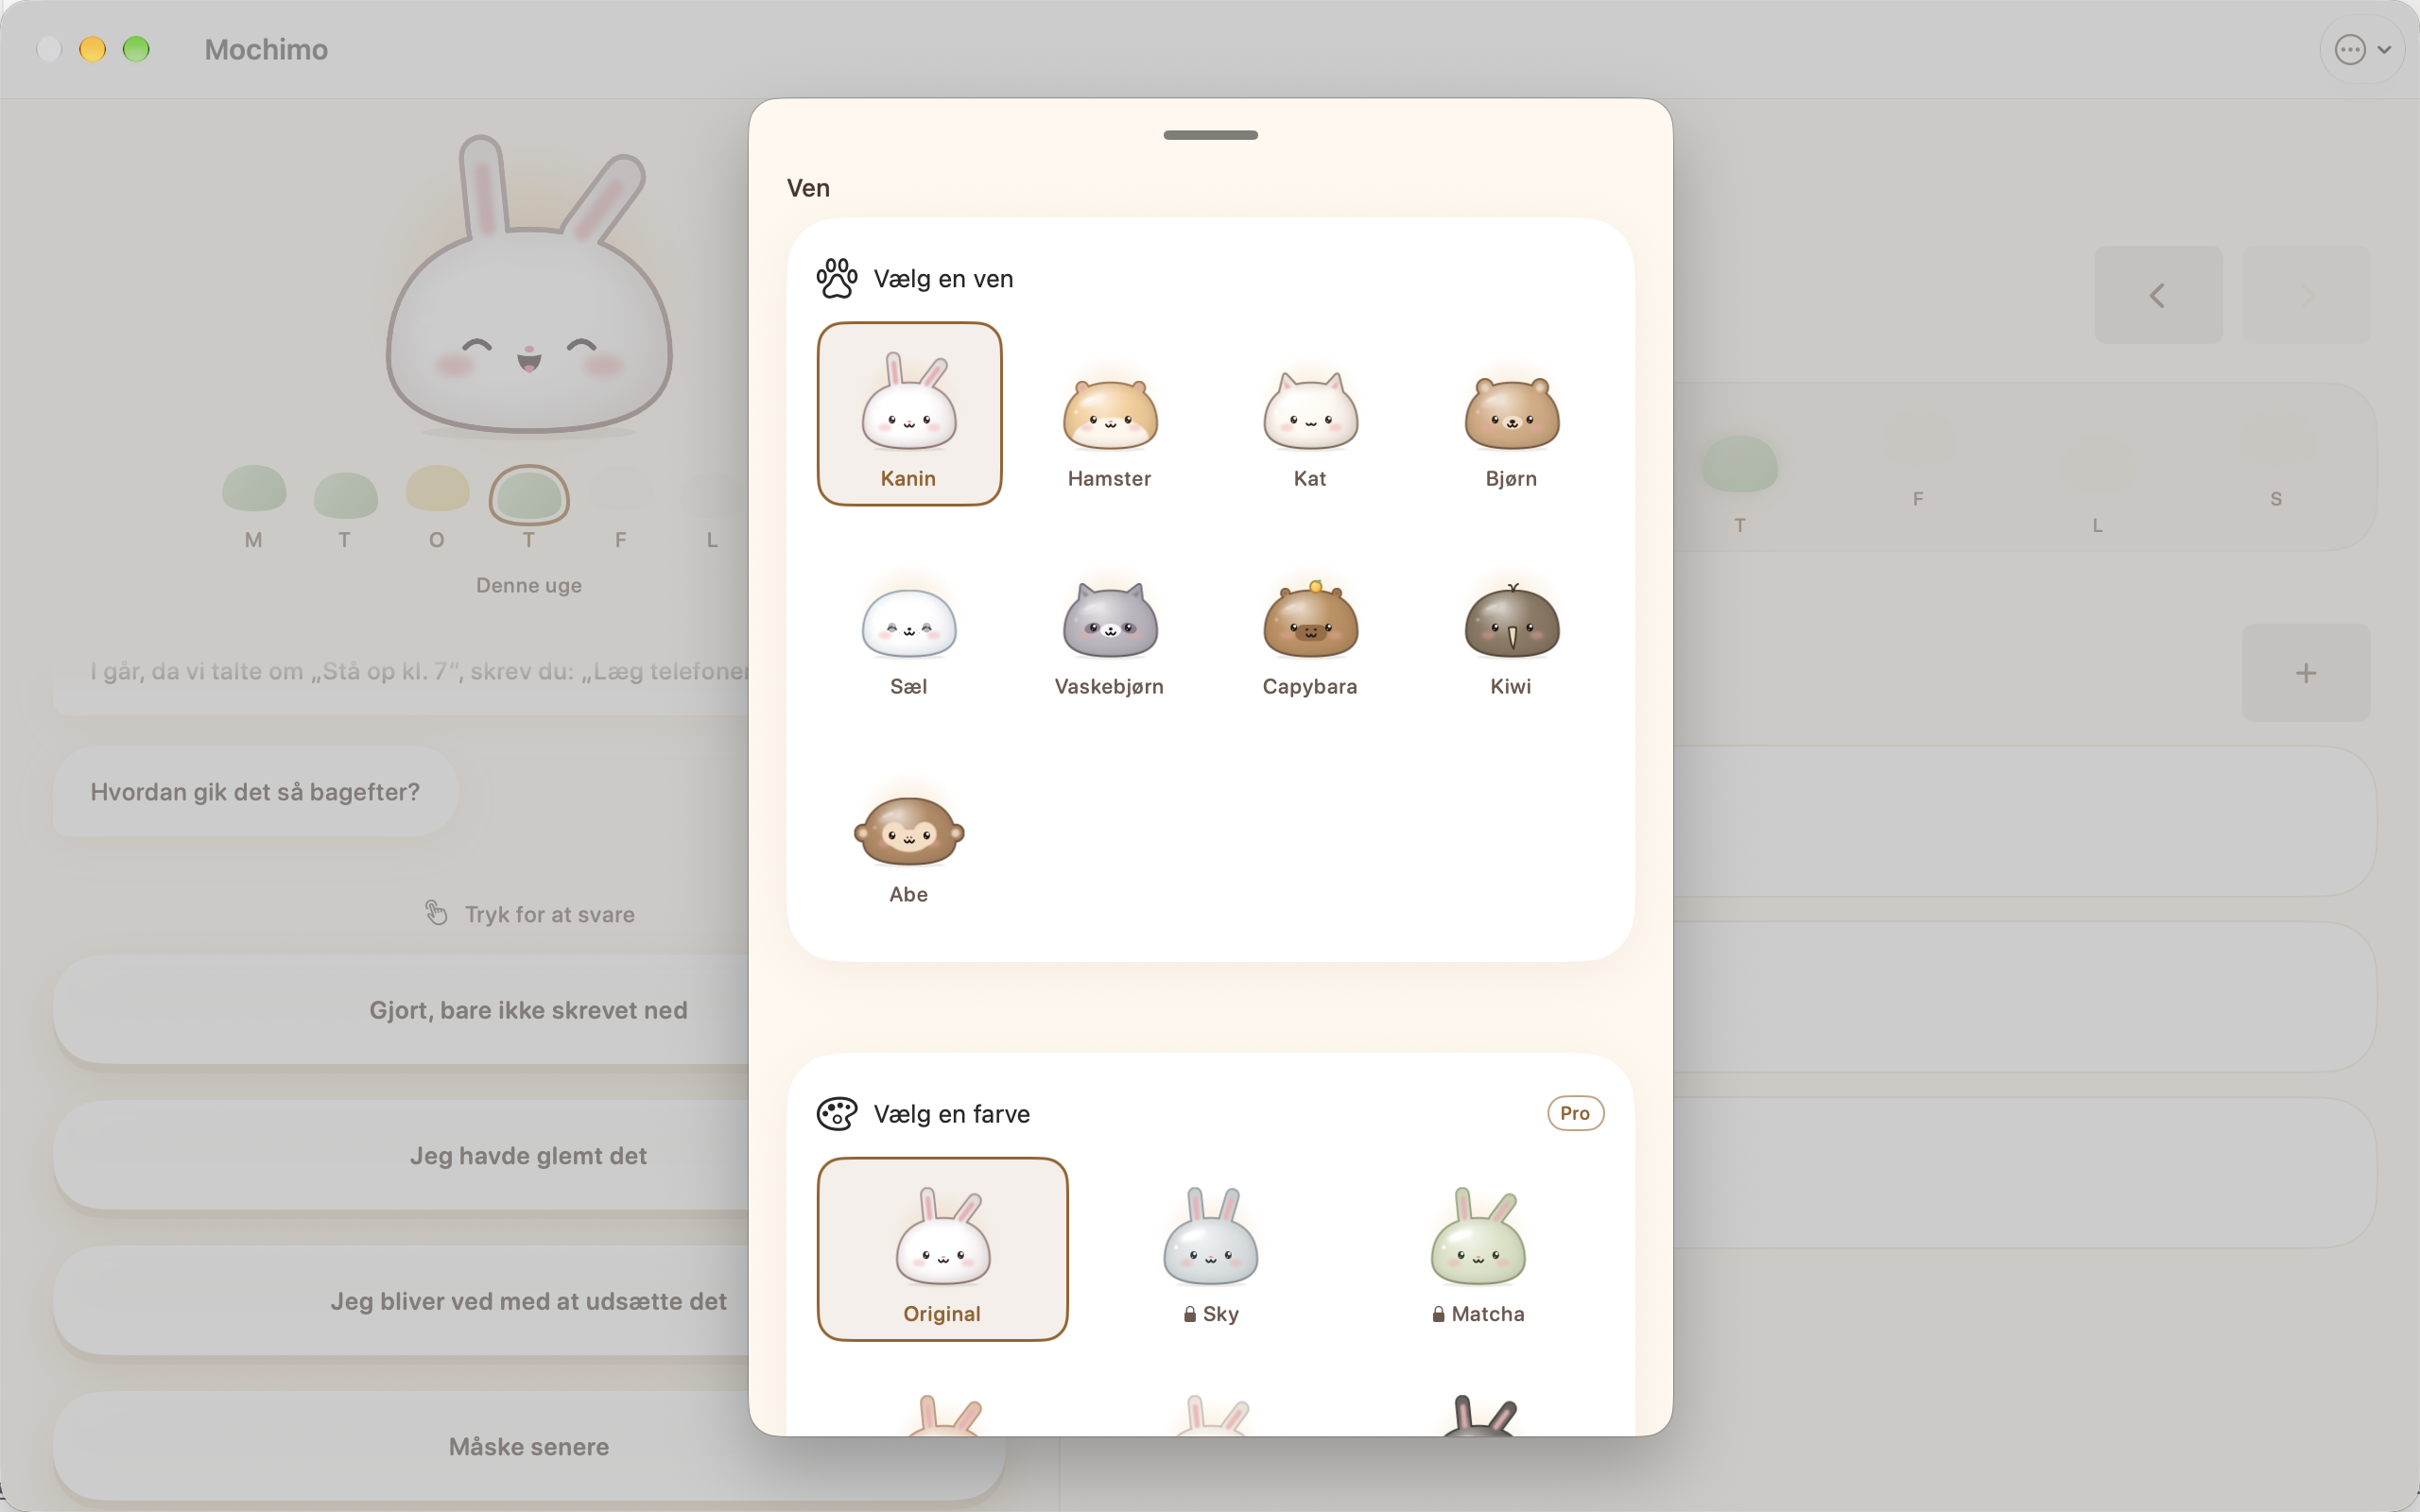 Mochimo
M T O T F L
Denne uge
I går, da vi talte om „Stå op kl. 7“, skrev du: „Læg telefonen
Hvordan gik det så bagefter?
Tryk for at svare
Gjort, bare ikke skrevet ned
Jeg havde glemt det
Jeg bliver ved med at udsætte det
Måske senere
Ven
Vælg en ven
Kanin Hamster Kat Bjørn
Sæl Vaskebjørn Capybara Kiwi
Abe
Vælg en farve Pro
Original Sky Matcha
T F L S